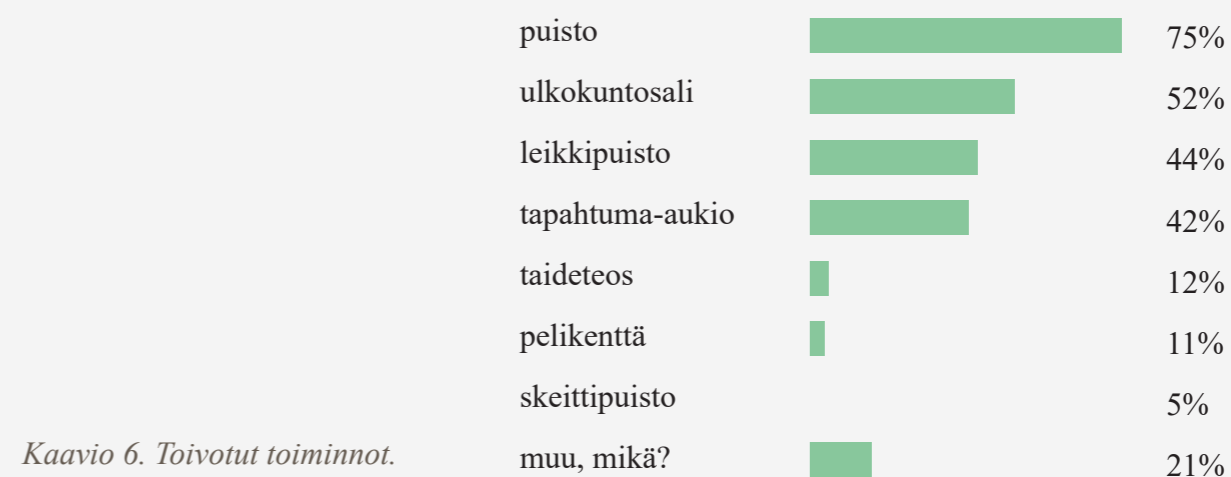 puisto 75%
ulkokuntosali 52%
leikkipuisto 44%
tapahtuma-aukio 42%
taideteos 12%
pelikenttä 11%
skeittipuisto 5%
muu, mikä? 21%
Kaavio 6. Toivotut toiminnot.